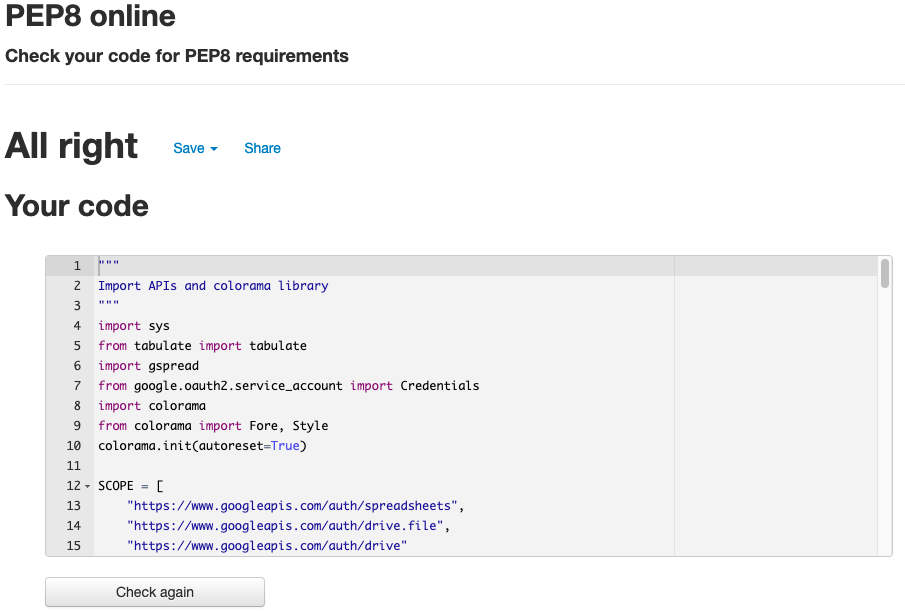 PEP8 online
Check your code for PEP8 requirements
All right Save Share
Your code
1 """
2 Import APIs and colorama library
3 """
4 import sys
5 from tabulate import tabulate
6 import gspread
7 from google.oauth2.service_account import Credentials
8 import colorama
9 from colorama import Fore, Style
10 colorama.init(autoreset=True)
11
12 SCOPE = [
13 "https://www.googleapis.com/auth/spreadsheets",
14 "https://www.googleapis.com/auth/drive.file",
15 "https://www.googleapis.com/auth/drive"
Check again